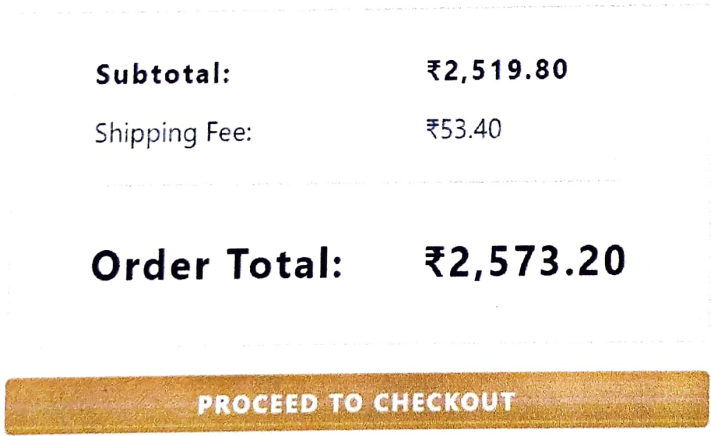 Subtotal: ₹2,519.80
Shipping Fee: ₹53.40
Order Total: ₹2,573.20
PROCEED TO CHECKOUT